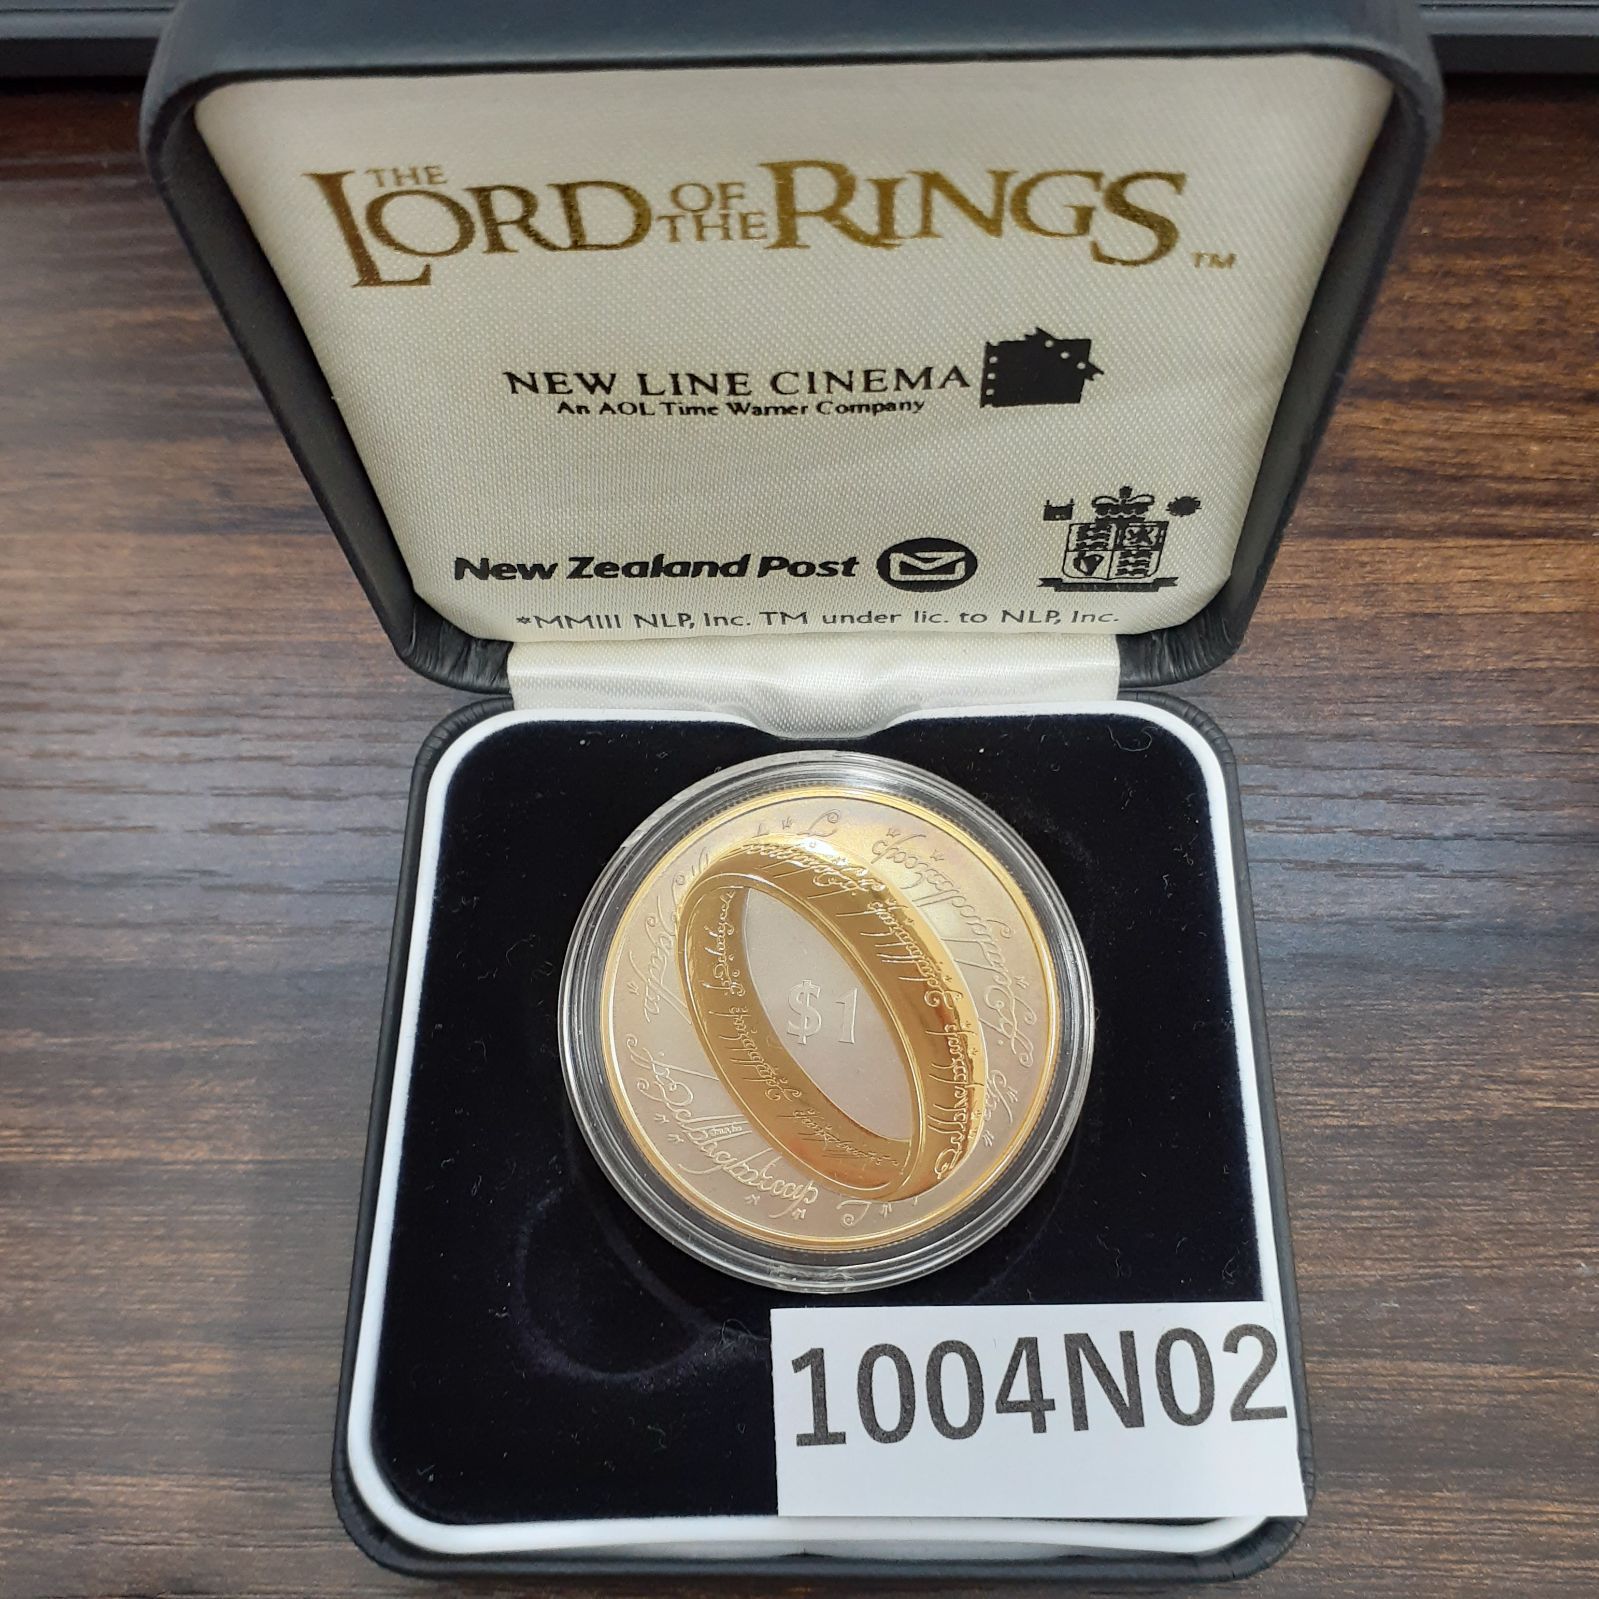 THE LORD OF THE RINGS TM
NEW LINE CINEMA
An AOL Time Warner Company
New Zealand Post
*MMIII NLP, Inc. TM under lic. to NLP, Inc.
$1
1004N02